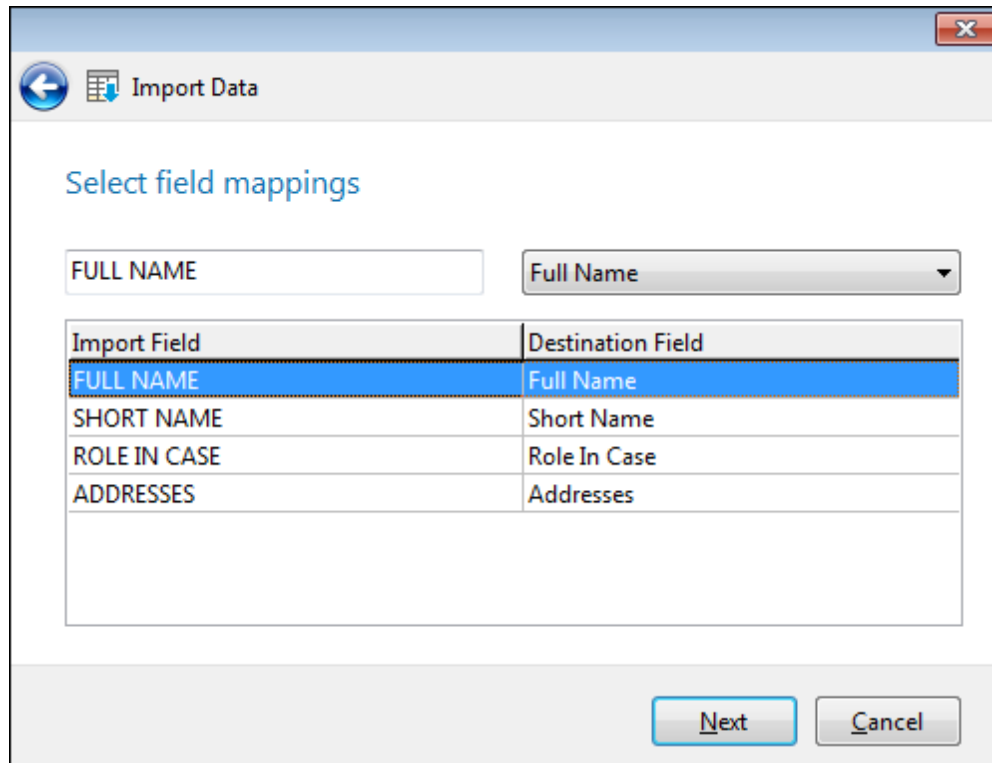 Import Data
Select field mappings
FULL NAME Full Name
Import Field Destination Field
FULL NAME Full Name
SHORT NAME Short Name
ROLE IN CASE Role In Case
ADDRESSES Addresses
Next Cancel